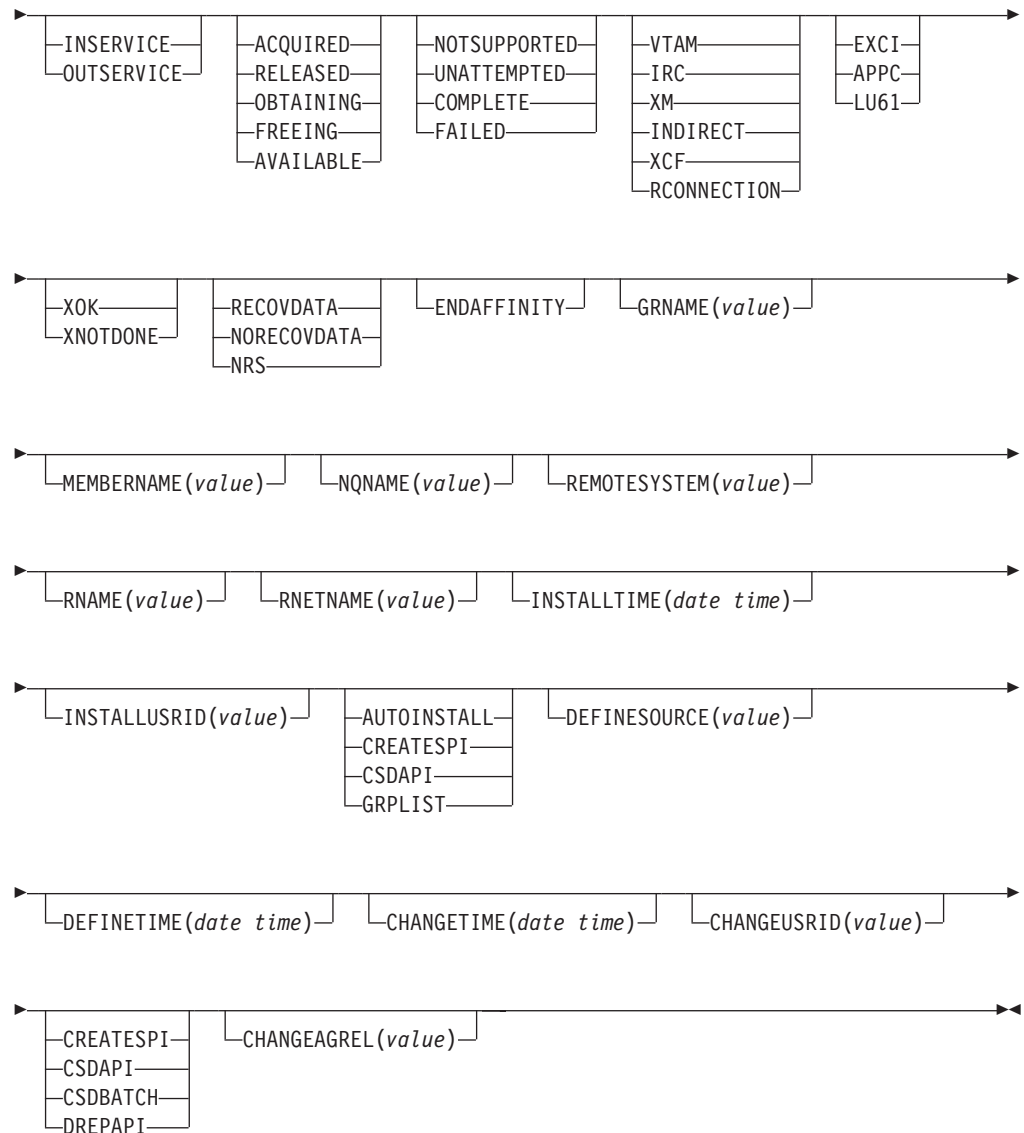 INSERVICE ACQUIRED NOTSUPPORTED VTAM EXCI
OUTSERVICE RELEASED UNATTEMPTED IRC APPC
OBTAINING COMPLETE XM LU61
FREEING FAILED INDIRECT
AVAILABLE XCF
RCONNECTION
XOK RECOVDATA ENDAFFINITY GRNAME(value)
XNOTDONE NORECOVDATA
NRS
MEMBERNAME(value) NQNAME(value) REMOTESYSTEM(value)
RNAME(value) RNETNAME(value) INSTALLTIME(date time)
INSTALLUSRID(value) AUTOINSTALL DEFINESOURCE(value)
CREATESPI
CSDAPI
GRPLIST
DEFINETIME(date time) CHANGETIME(date time) CHANGEUSRID(value)
CREATESPI CHANGEAGREL(value)
CSDAPI
CSDBATCH
DREPAPI